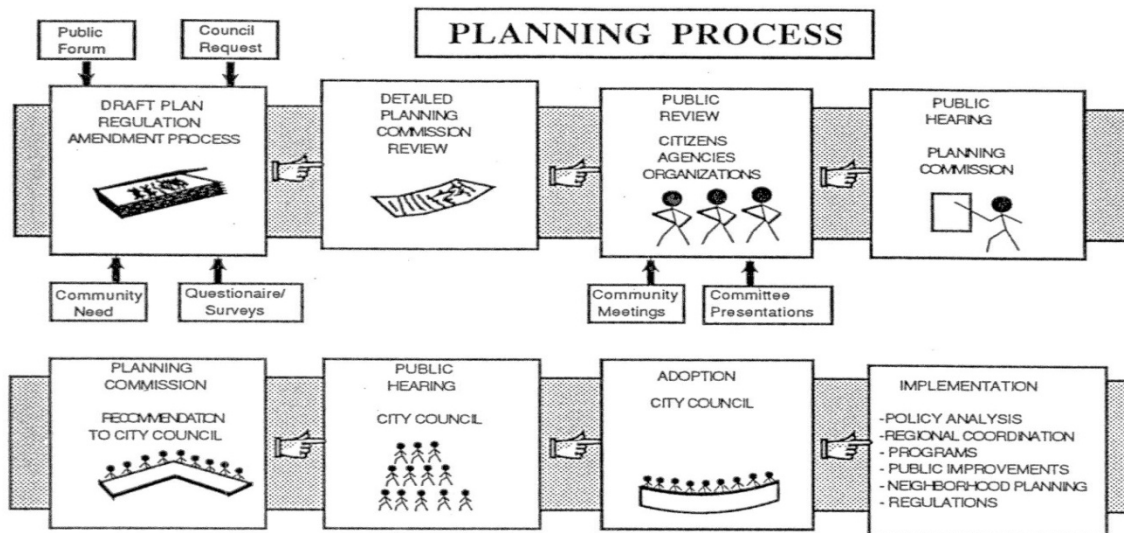 PLANNING PROCESS
Public
Forum
Council
Request
DRAFT PLAN
REGULATION
AMENDMENT PROCESS
Community
Need
Questionaire/
Surveys
DETAILED
PLANNING
COMMISSION
REVIEW
PUBLIC
REVIEW
CITIZENS
AGENCIES
ORGANIZATIONS
Community
Meetings
Committee
Presentations
PUBLIC
HEARING
PLANNING
COMMISSION
PLANNING
COMMISSION
RECOMMENDATION
TO CITY COUNCIL
PUBLIC
HEARING
CITY COUNCIL
ADOPTION
CITY COUNCIL
IMPLEMENTATION
-POLICY ANALYSIS
-REGIONAL COORDINATION
- PROGRAMS
- PUBLIC IMPROVEMENTS
- NEIGHBORHOOD PLANNING
- REGULATIONS